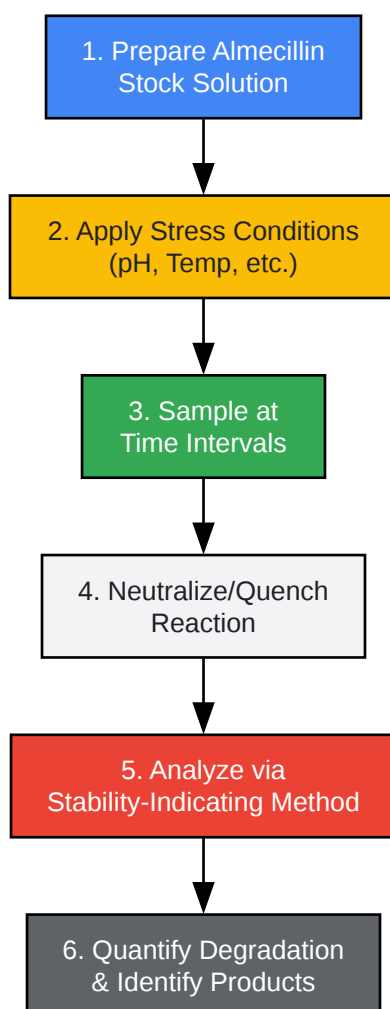 1. Prepare Almecillin
Stock Solution
2. Apply Stress Conditions
(pH, Temp, etc.)
3. Sample at
Time Intervals
4. Neutralize/Quench
Reaction
5. Analyze via
Stability-Indicating Method
6. Quantify Degradation
& Identify Products